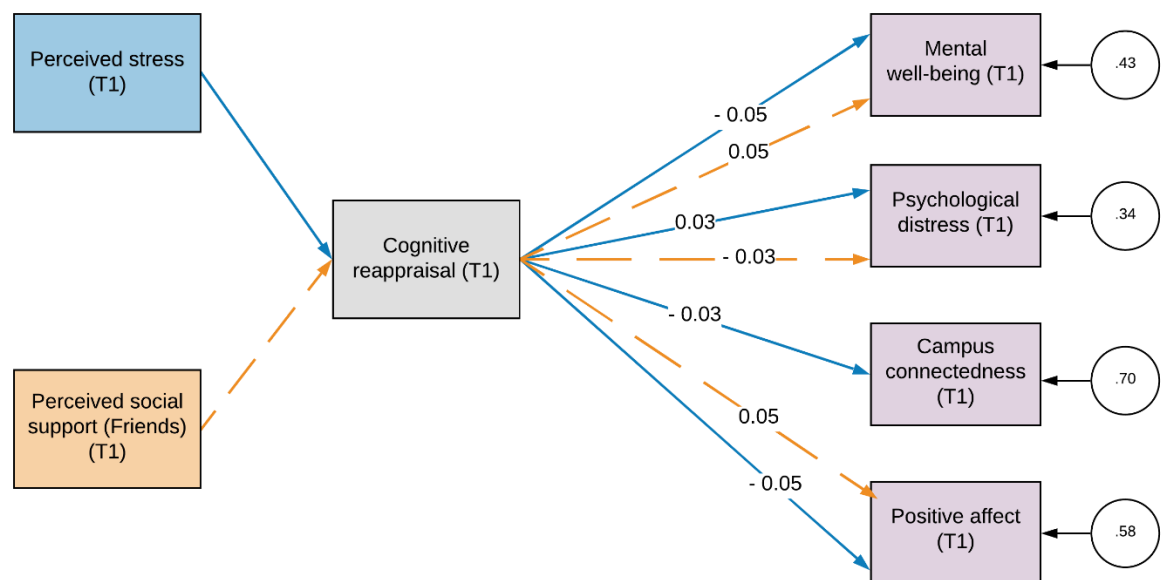 Perceived stress
(T1)
Perceived social
support (Friends)
(T1)
Cognitive
reappraisal (T1)
- 0.05
0.05
0.03
- 0.03
- 0.03
0.05
- 0.05
Mental
well-being (T1)
.43
Psychological
distress (T1)
.34
Campus
connectedness
(T1)
.70
Positive affect
(T1)
.58